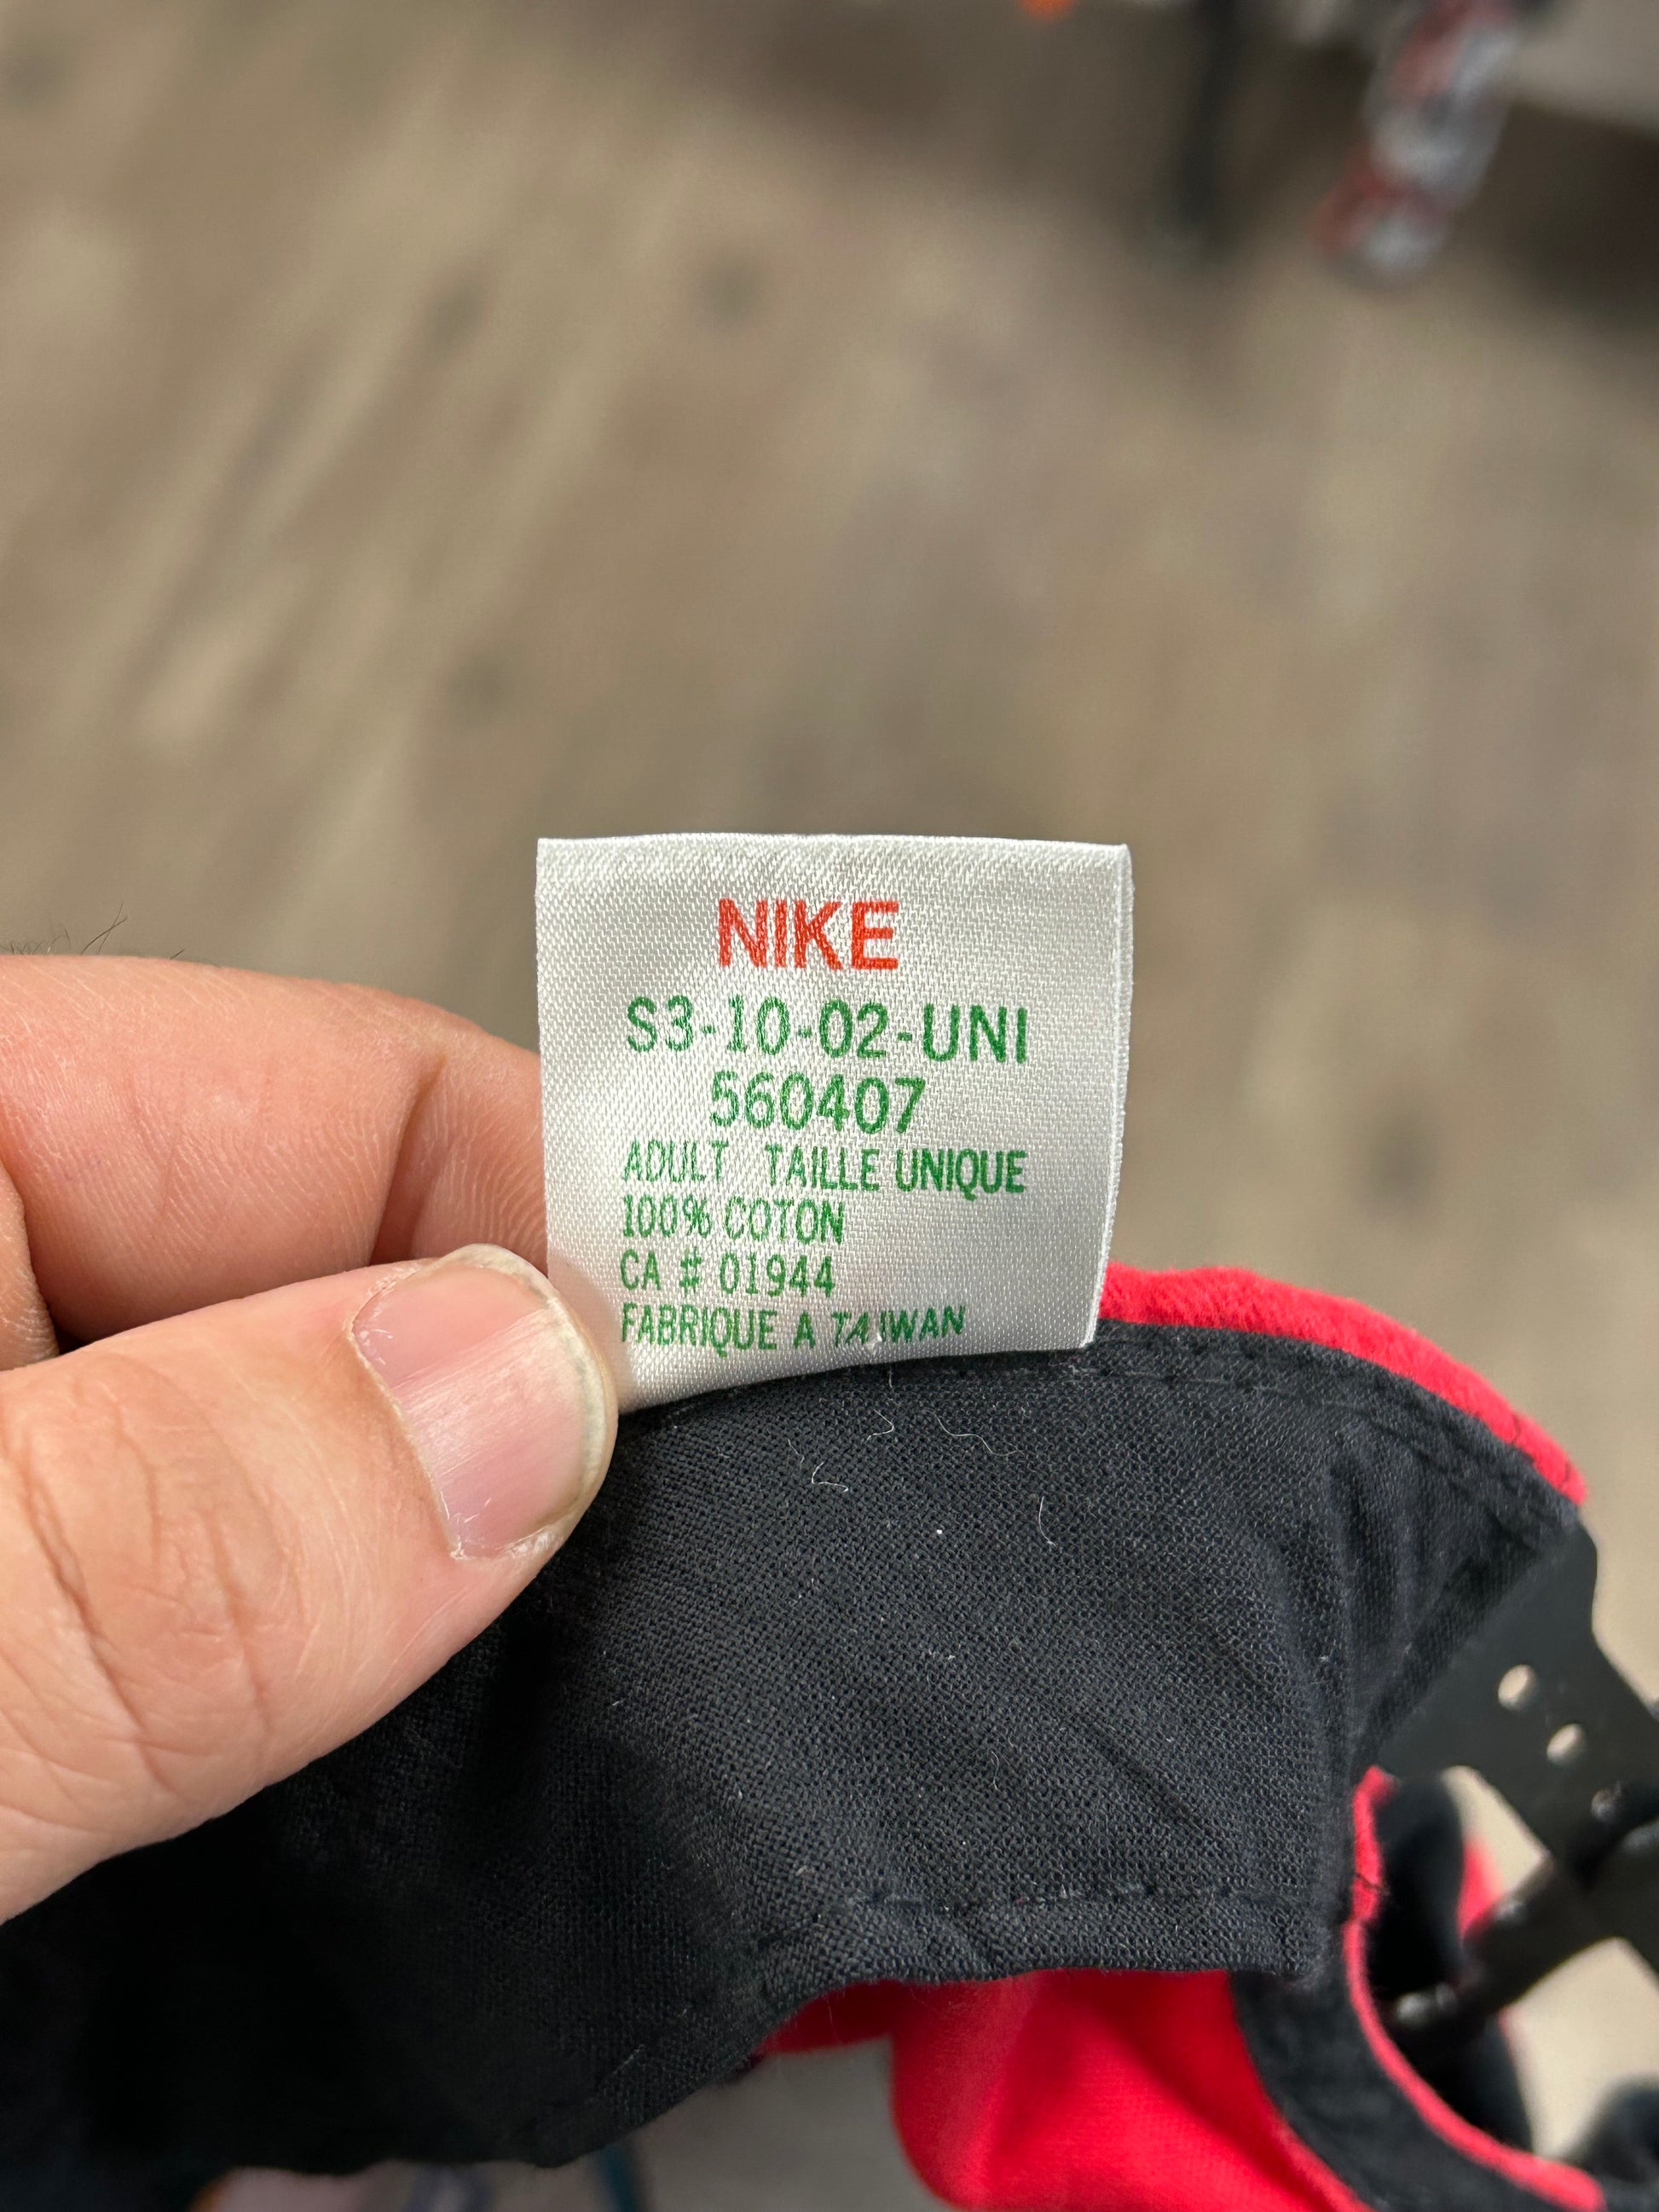 NIKE
S3-10-02-UNI
560407
ADULT TAILLE UNIQUE
100% COTON
CA # 01944
FABRIQUE A TAIWAN